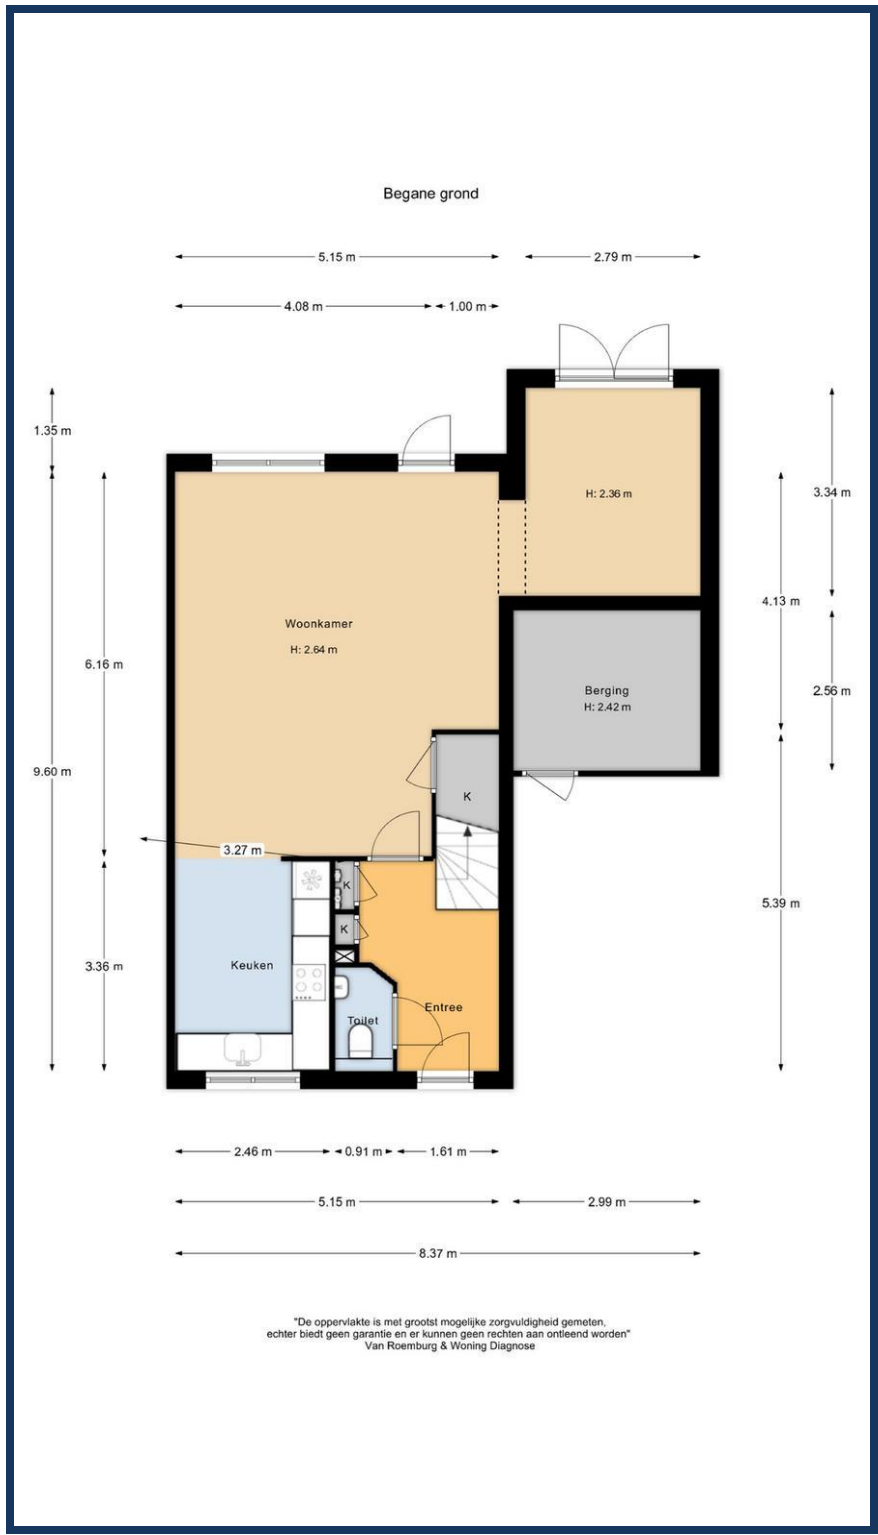 Begane grond
5.15 m
2.79 m
4.08 m
1.00 m
1.35 m
H: 2.36 m
3.34 m
4.13 m
Woonkamer
H: 2.64 m
6.16 m
Berging
H: 2.42 m
2.56 m
9.60 m
K
3.27 m
K
5.39 m
K
3.36 m
Keuken
Entree
Toilet
2.46 m
0.91 m
1.61 m
5.15 m
2.99 m
8.37 m
"De oppervlakte is met grootst mogelijke zorgvuldigheid gemeten,
echter biedt geen garantie en er kunnen geen rechten aan ontleend worden"
Van Roemburg & Woning Diagnose